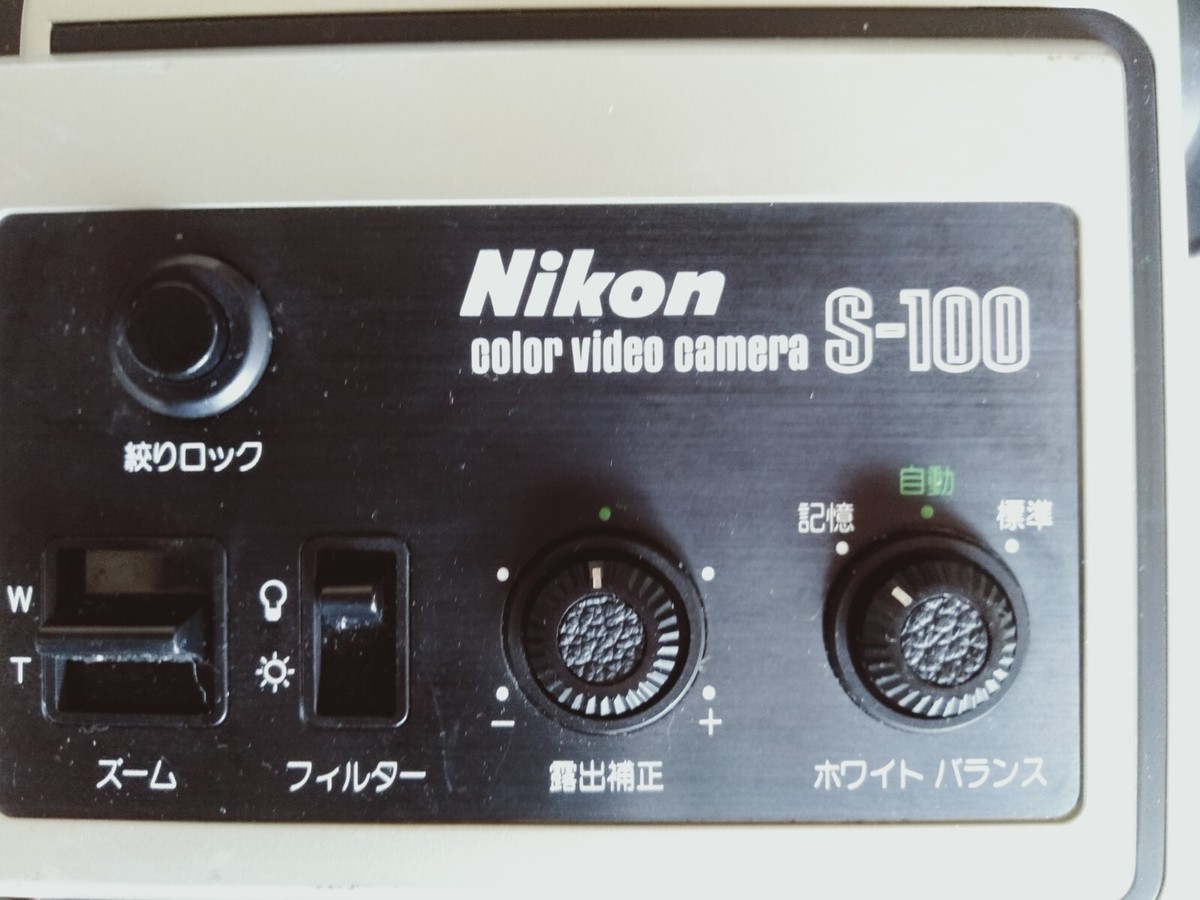 Nikon
color video camera S-100
絞りロック
自動
記憶 標準
W
T
− +
ズーム フィルター 露出補正 ホワイト バランス